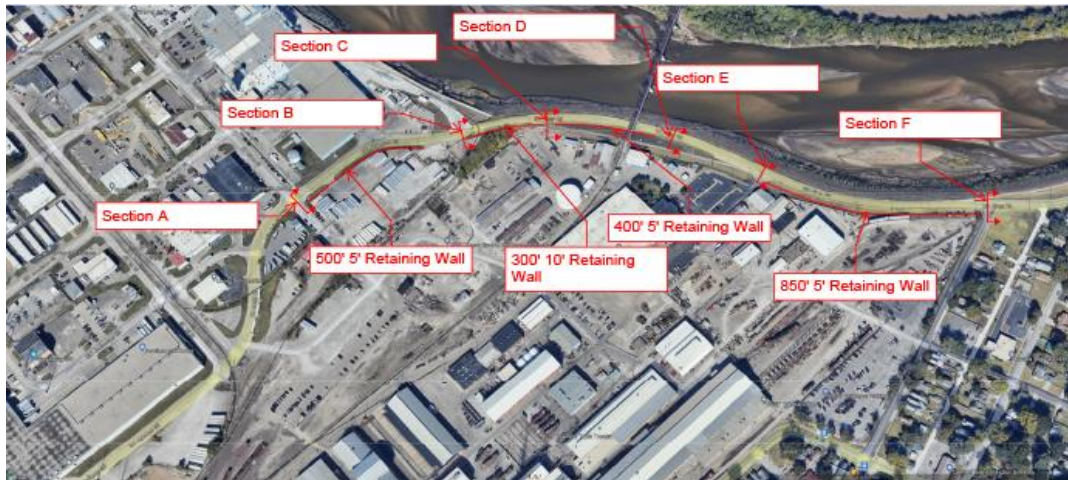 Section D
Section C
Section E
Section B
Section F
Section A
400' 5' Retaining Wall
500' 5' Retaining Wall
300' 10' Retaining
Wall
850' 5' Retaining Wall